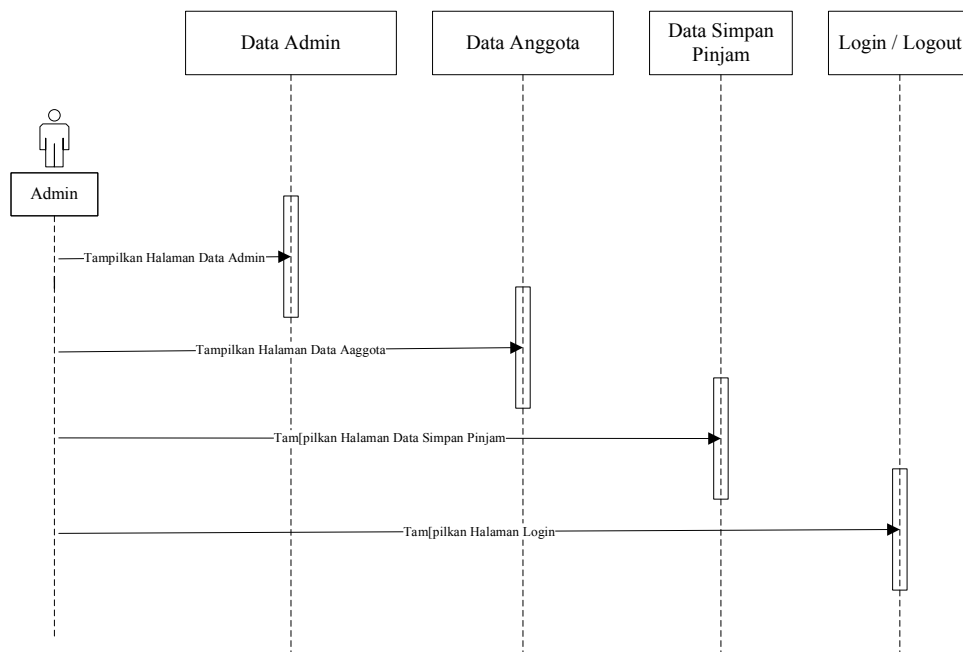 Data Admin
Data Anggota
Data Simpan
Pinjam
Login / Logout
Admin
Tampilkan Halaman Data Admin
Tampilkan Halaman Data Aaggota
Tam[pilkan Halaman Data Simpan Pinjam
Tam[pilkan Halaman Login